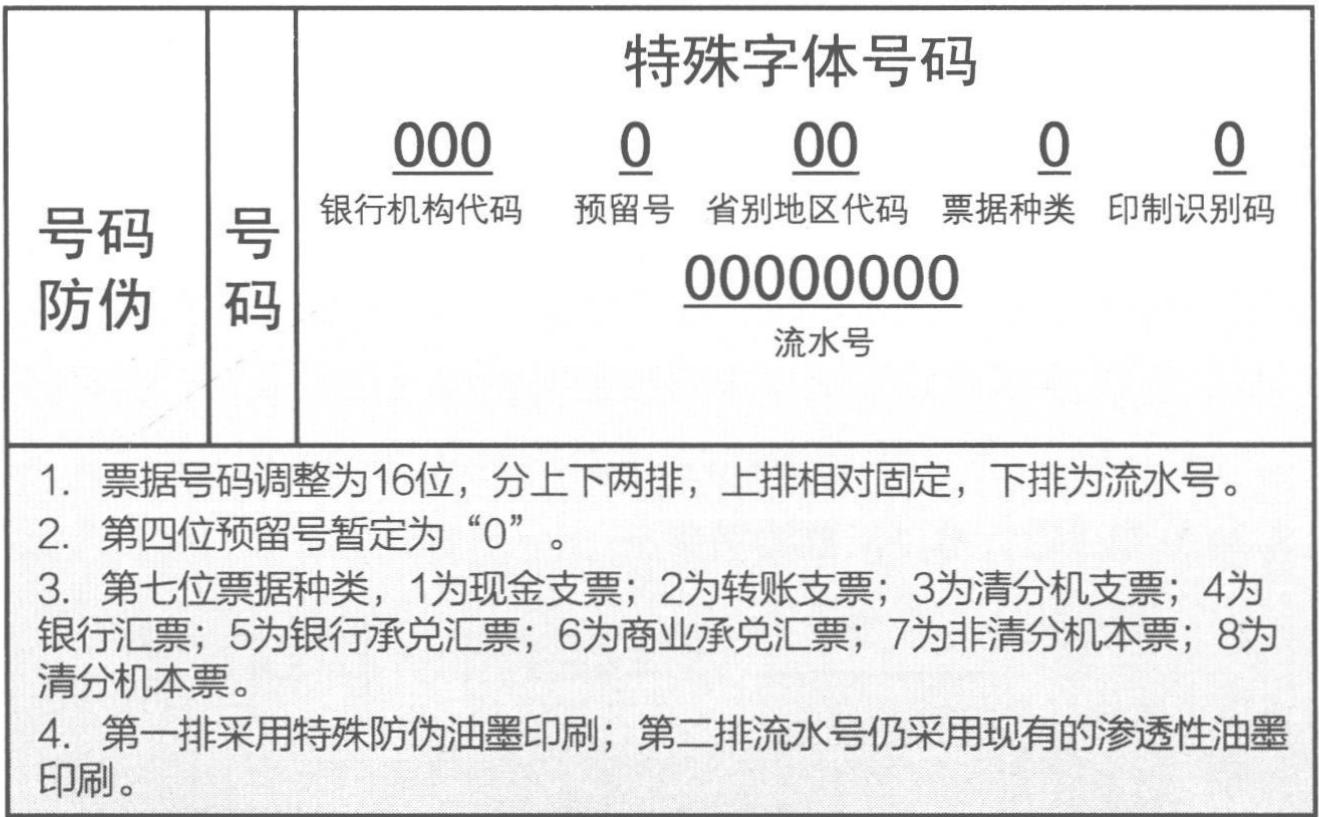 特殊字体号码
000 0 00 0 0
银行机构代码 预留号 省别地区代码 票据种类 印制识别码
号码
防伪
号
码
00000000
流水号
1. 票据号码调整为16位，分上下两排，上排相对固定，下排为流水号。
2. 第四位预留号暂定为“0”。
3. 第七位票据种类，1为现金支票；2为转账支票；3为清分机支票；4为
银行汇票；5为银行承兑汇票；6为商业承兑汇票；7为非清分机本票；8为
清分机本票。
4. 第一排采用特殊防伪油墨印刷；第二排流水号仍采用现有的渗透性油墨
印刷。